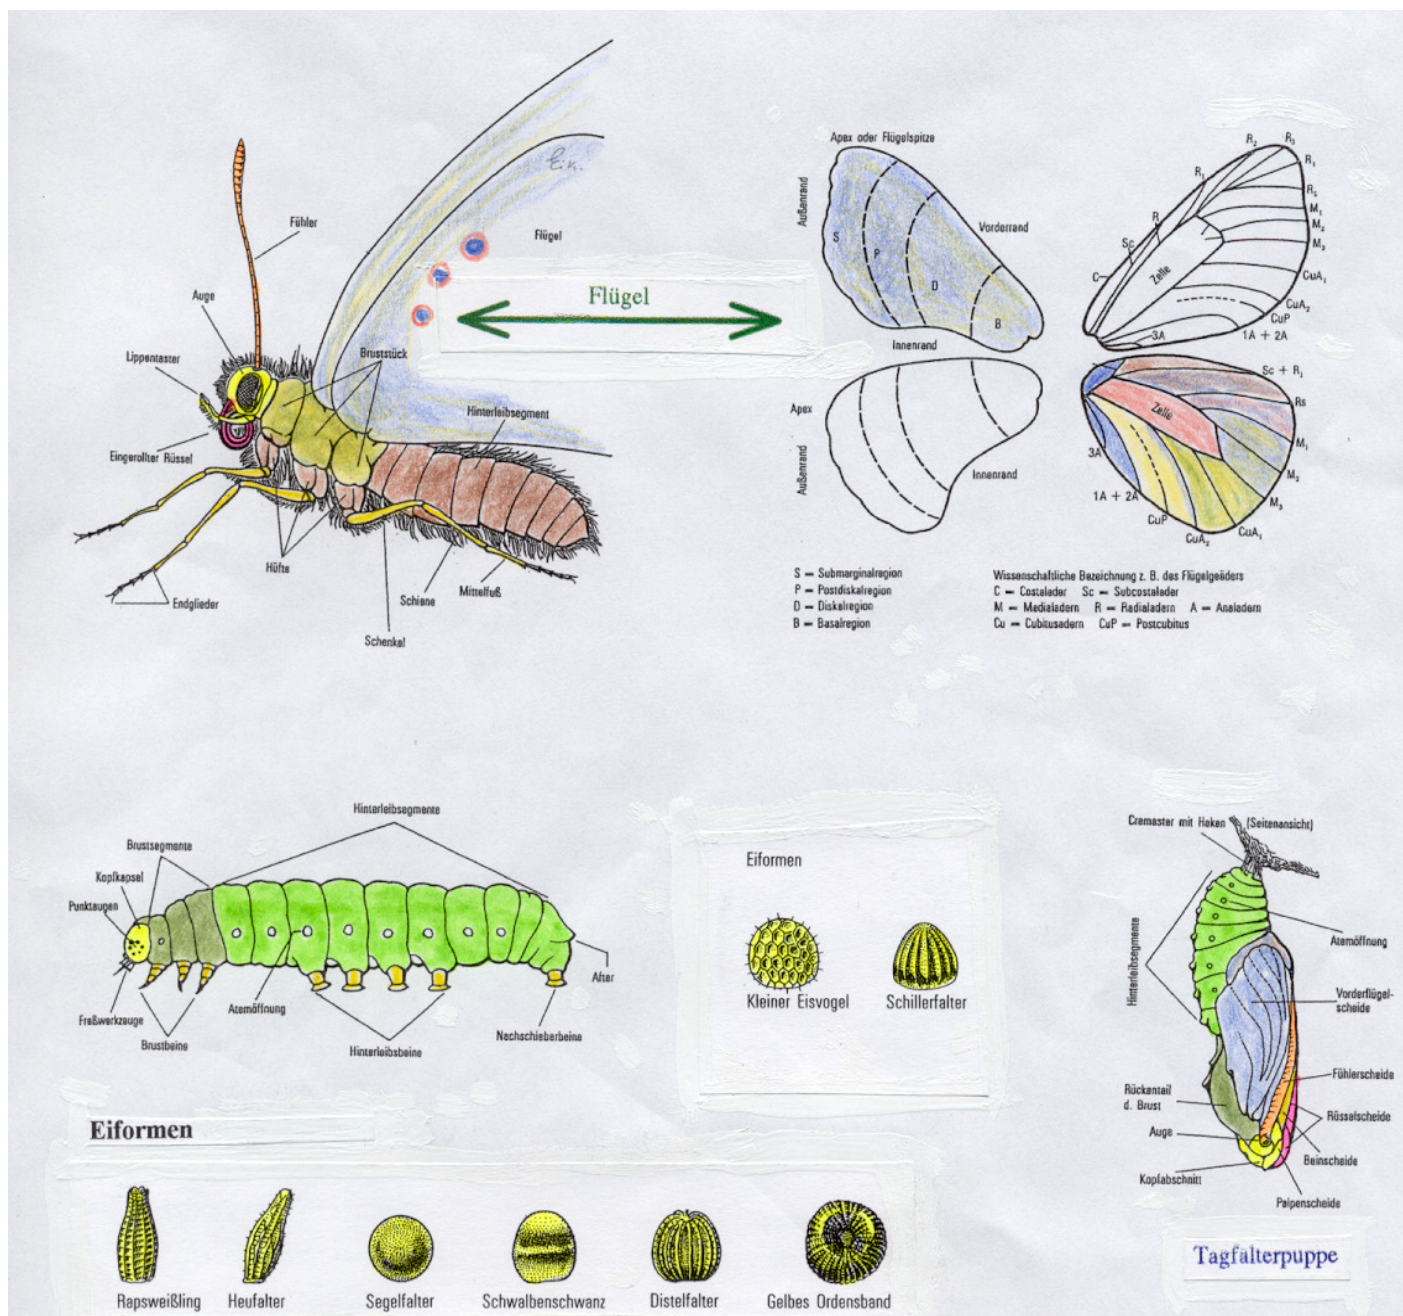 Fühler
Flügel
Flügel
Auge
Lippentaster
Bruststück
Hinterleibsegment
Eingerollter Rüssel
Hüfte
Endglieder
Schiene
Mittelfuß
Schenkel
Apex oder Flügelspitze
Außenrand
Vorderrand
S
P
D
B
Innenrand
Apex
Außenrand
Innenrand
R₂
R₃
R₁
R₁
R₅
M₁
M₂
M₃
R
Sc
C
Zelle
CuA₁
CuA₂
CuP
3A
1A + 2A
Sc + R₁
Rs
Zelle
M₁
M₂
M₃
3A
1A + 2A
CuP
CuA₂
CuA₁
S = Submarginalregion
P = Postdiskalregion
D = Diskalregion
B = Basalregion
Wissenschaftliche Bezeichnung z. B. des Flügelgeäders
C = Costalader Sc = Subcostalader
M = Medialadern R = Radialadern A = Analadern
Cu = Cubitusadern CuP = Postcubitus
Hinterleibsegmente
Brustsegmente
Kopfkapsel
Punktaugen
Freßwerkzeuge
Brustbeine
Atemöffnung
Hinterleibsbeine
Nachschieberbeine
After
Eiformen
Kleiner Eisvogel
Schillerfalter
Cremaster mit Haken (Seitenansicht)
Hinterleibsegmente
Atemöffnung
Vorderflügel-
scheide
Fühlerscheide
Rückenteil
d. Brust
Rüsselscheide
Auge
Beinscheide
Kopfabschnitt
Palpenscheide
Tagfalterpuppe
Eiformen
Rapsweißling
Heufalter
Segelfalter
Schwalbenschwanz
Distelfalter
Gelbes Ordensband